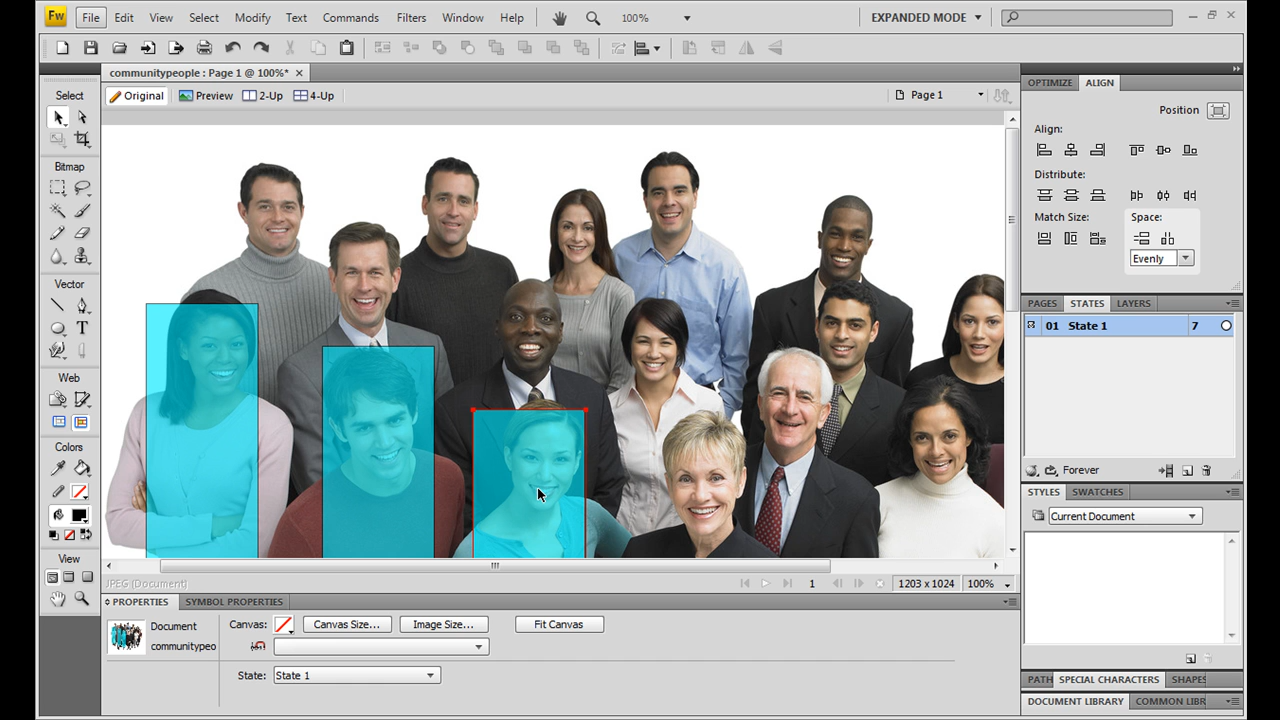 Fw File Edit View Select Modify Text Commands Filters Window Help 100% EXPANDED MODE
communitypeople : Page 1 @ 100%*
Original Preview 2-Up 4-Up Page 1
Select
Bitmap
Vector
Web
Colors
View
OPTIMIZE ALIGN
Position
Align:
Distribute:
Match Size: Space:
Evenly
PAGES STATES LAYERS
01 State 1 7
Forever
STYLES SWATCHES
Current Document
JPEG (Document) 1 1203 x 1024 100%
PROPERTIES SYMBOL PROPERTIES
Document Canvas: Canvas Size... Image Size... Fit Canvas
communitypeo
State: State 1
PATH SPECIAL CHARACTERS SHAPES
DOCUMENT LIBRARY COMMON LIBR